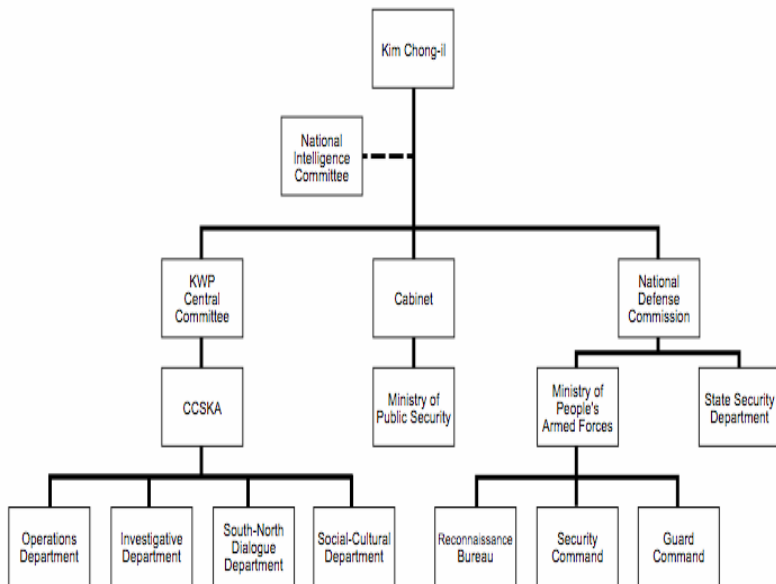 Kim Chong-il
National
Intelligence
Committee
KWP
Central
Committee
Cabinet
National
Defense
Commission
CCSKA
Ministry of
Public Security
Ministry of
People's
Armed Forces
State Security
Department
Operations
Department
Investigative
Department
South-North
Dialogue
Department
Social-Cultural
Department
Reconnaissance
Bureau
Security
Command
Guard
Command